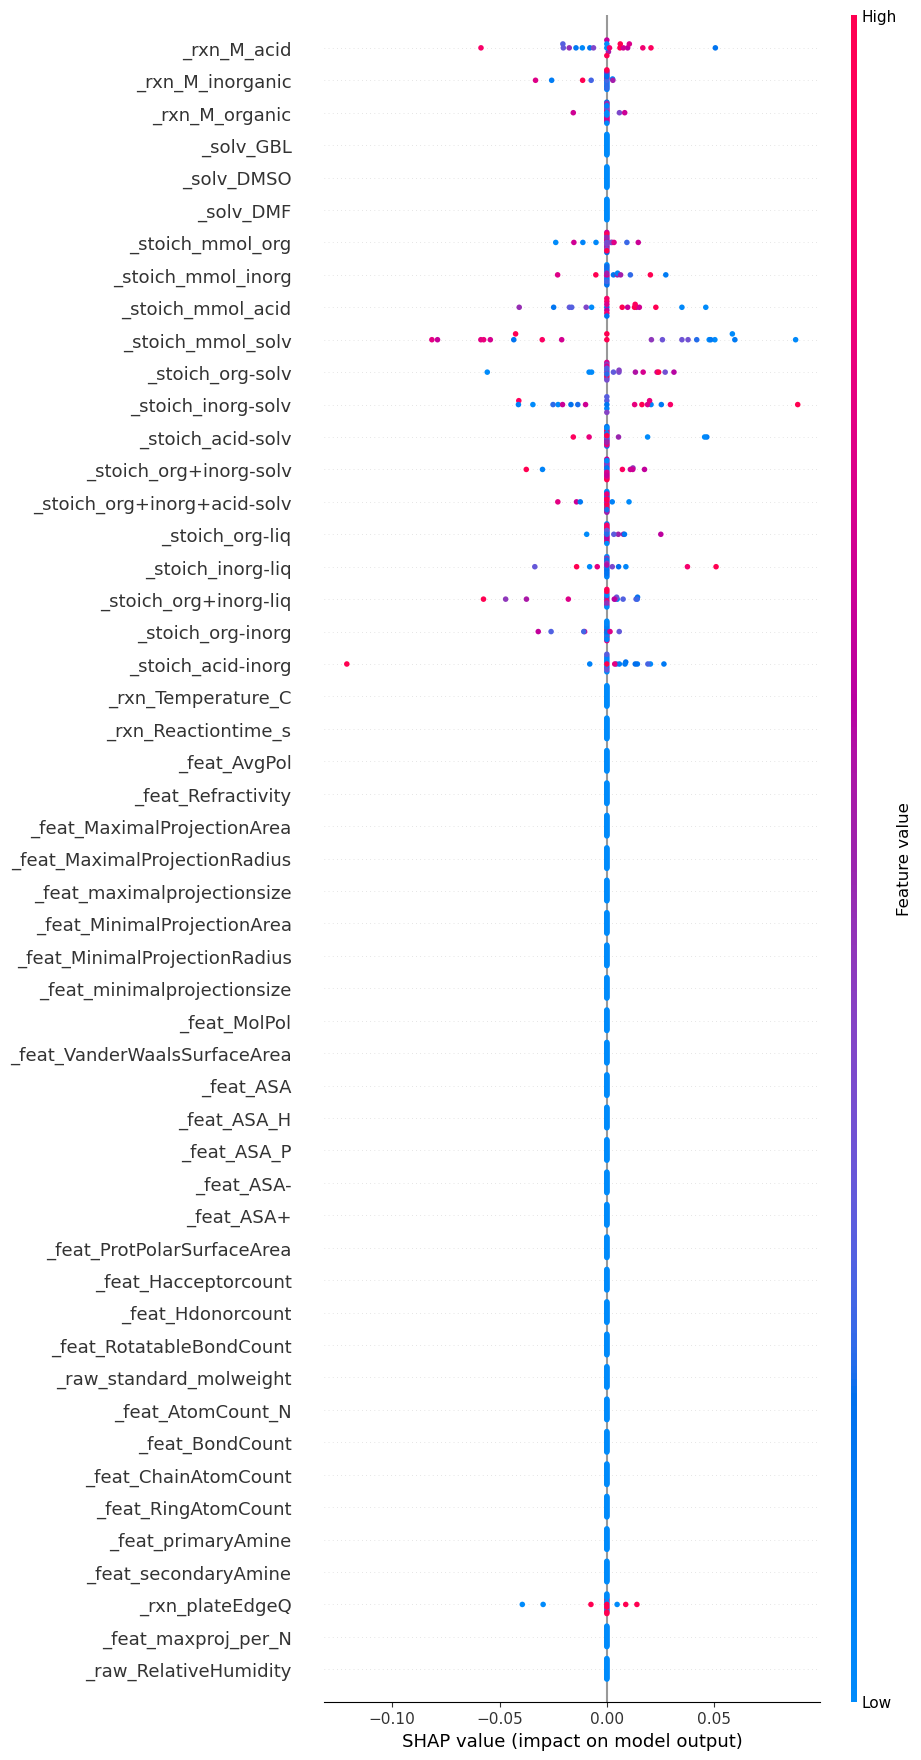 High
_rxn_M_acid
_rxn_M_inorganic
_rxn_M_organic
_solv_GBL
_solv_DMSO
_solv_DMF
_stoich_mmol_org
_stoich_mmol_inorg
_stoich_mmol_acid
_stoich_mmol_solv
_stoich_org-solv
_stoich_inorg-solv
_stoich_acid-solv
_stoich_org+inorg-solv
_stoich_org+inorg+acid-solv
_stoich_org-liq
_stoich_inorg-liq
_stoich_org+inorg-liq
_stoich_org-inorg
_stoich_acid-inorg
_rxn_Temperature_C
_rxn_Reactiontime_s
_feat_AvgPol
_feat_Refractivity
_feat_MaximalProjectionArea
_feat_MaximalProjectionRadius
_feat_maximalprojectionsize
_feat_MinimalProjectionArea
_feat_MinimalProjectionRadius
_feat_minimalprojectionsize
_feat_MolPol
_feat_VanderWaalsSurfaceArea
_feat_ASA
_feat_ASA_H
_feat_ASA_P
_feat_ASA-
_feat_ASA+
_feat_ProtPolarSurfaceArea
_feat_Hacceptorcount
_feat_Hdonorcount
_feat_RotatableBondCount
_raw_standard_molweight
_feat_AtomCount_N
_feat_BondCount
_feat_ChainAtomCount
_feat_RingAtomCount
_feat_primaryAmine
_feat_secondaryAmine
_rxn_plateEdgeQ
_feat_maxproj_per_N
_raw_RelativeHumidity
Feature value
Low
−0.10 −0.05 0.00 0.05
SHAP value (impact on model output)